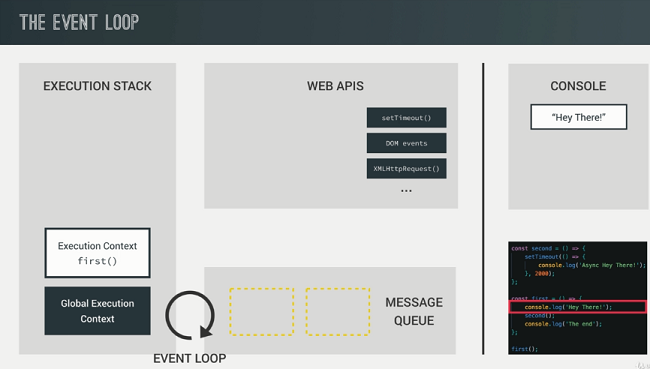 THE EVENT LOOP
EXECUTION STACK
WEB APIS
CONSOLE
setTimeout()
DOM events
XMLHttpRequest()
...
"Hey There!"
Execution Context
first()
Global Execution
Context
EVENT LOOP
MESSAGE
QUEUE
const second = () => {
setTimeout(() => {
console.log('Async Hey There!');
}, 2000);
};
const first = () => {
console.log('Hey There!');
second();
console.log('The end');
};
first();